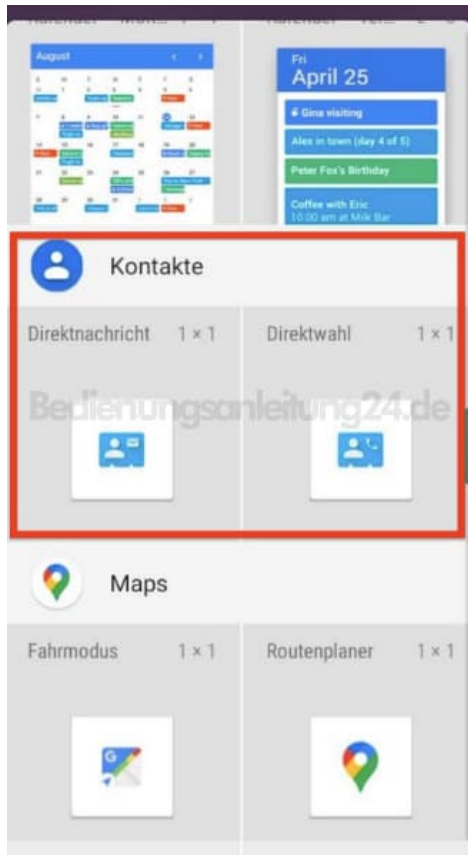 August
Fri
April 25
Gina visiting
Alex in town (day 4 of 5)
Peter Fox's Birthday
Coffee with Eric
10:00 am at Milk Bar
Kontakte
Direktnachricht 1 × 1
Direktwahl 1 × 1
Bedienungsanleitung24.de
Maps
Fahrmodus 1 × 1
Routenplaner 1 × 1
G